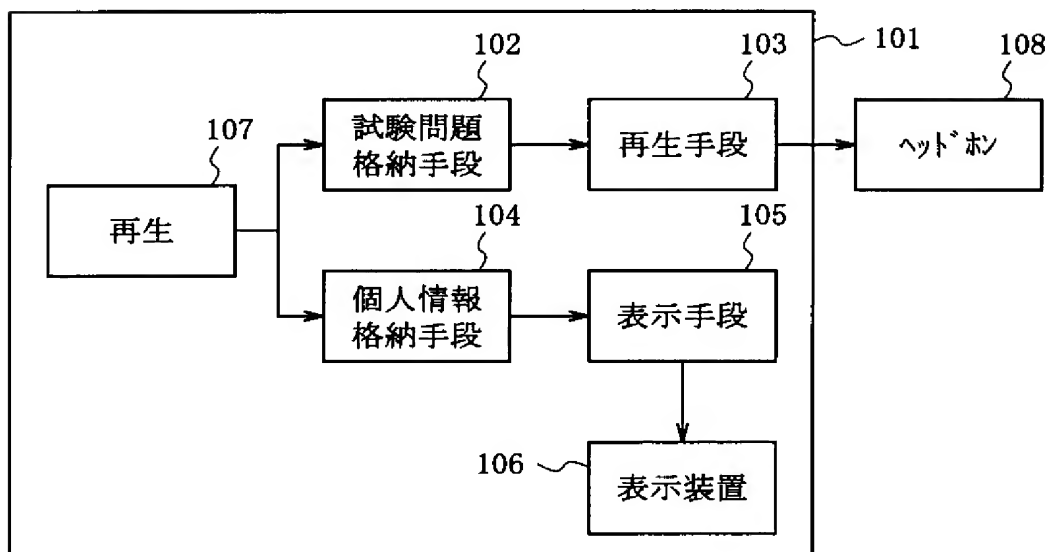 101
102
103
108
107
試験問題
格納手段
再生手段
ヘッドホン
再生
104
105
個人情報
格納手段
表示手段
106
表示装置